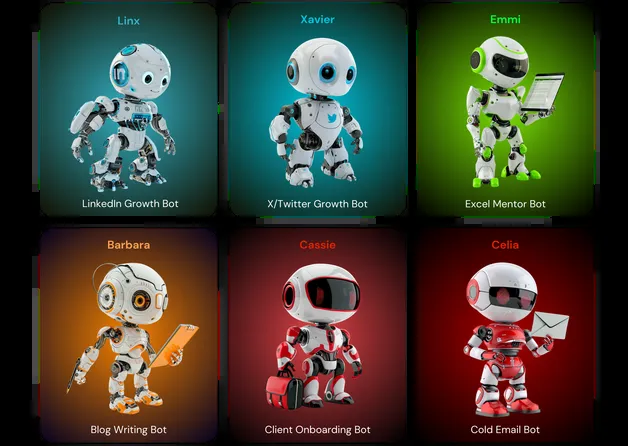 Linx
Xavier
Emmi
in
LinkedIn Growth Bot
X/Twitter Growth Bot
Excel Mentor Bot
Barbara
Cassie
Celia
Blog Writing Bot
Client Onboarding Bot
Cold Email Bot